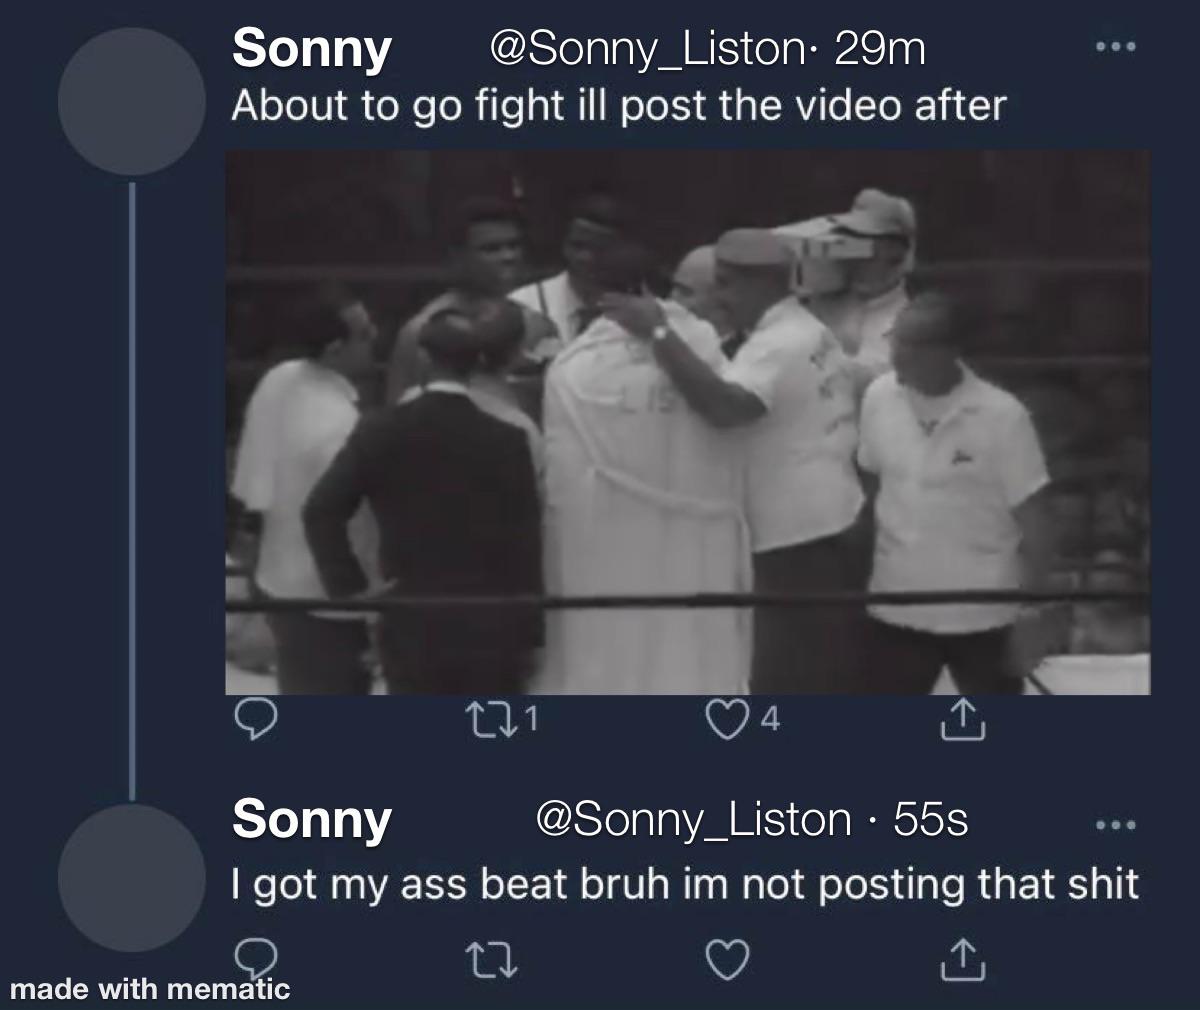 Sonny @Sonny_Liston· 29m
About to go fight ill post the video after
LIS
1 4
Sonny @Sonny_Liston · 55s
I got my ass beat bruh im not posting that shit
made with mematic